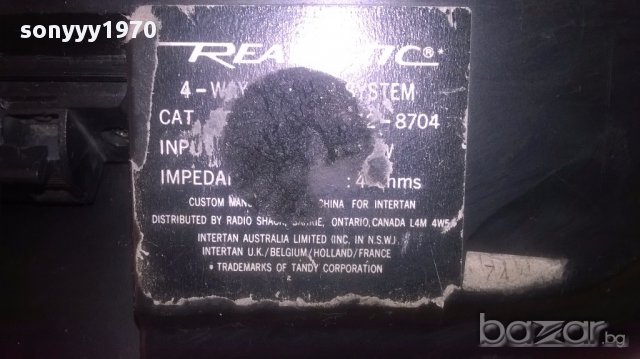 sonyyy1970
REA TIC®*
4-W STEM
CAT 2-8704
INPU W
IMPEDA : 4 ohms
CUSTOM MAN CHINA FOR INTERTAN
DISTRIBUTED BY RADIO SHACK, BARRIE, ONTARIO, CANADA L4M 4W5
INTERTAN AUSTRALIA LIMITED (INC. IN N.S.W.)
INTERTAN U.K./BELGIUM/HOLLAND/FRANCE
* TRADEMARKS OF TANDY CORPORATION
bazar.bg